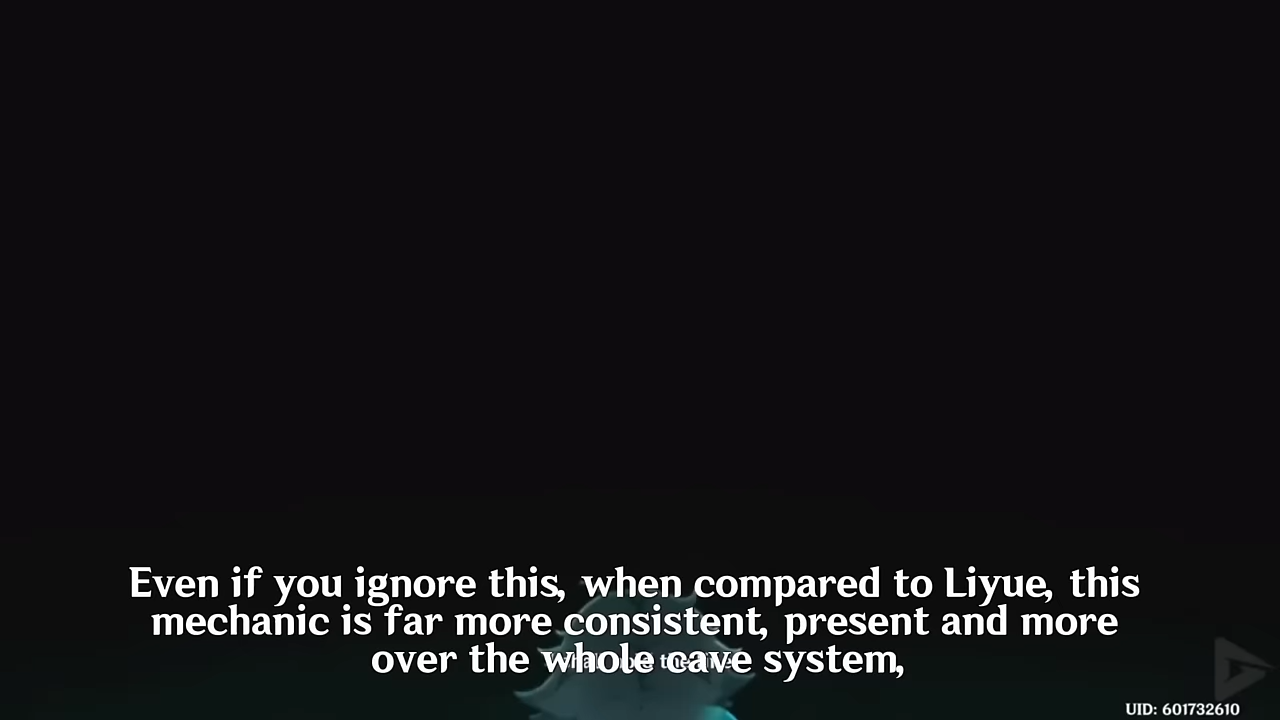 Even if you ignore this, when compared to Liyue, this
mechanic is far more consistent, present and more
over the whole cave system,
UID: 601732610